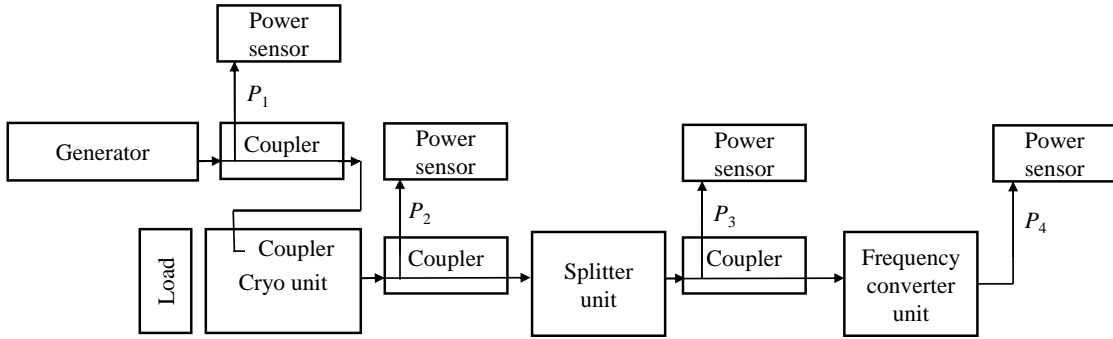 Power
sensor
P1
Generator
Coupler
Power
sensor
Power
sensor
Power
sensor
P2
P3
P4
Load
Coupler
Cryo unit
Coupler
Splitter
unit
Coupler
Frequency
converter
unit